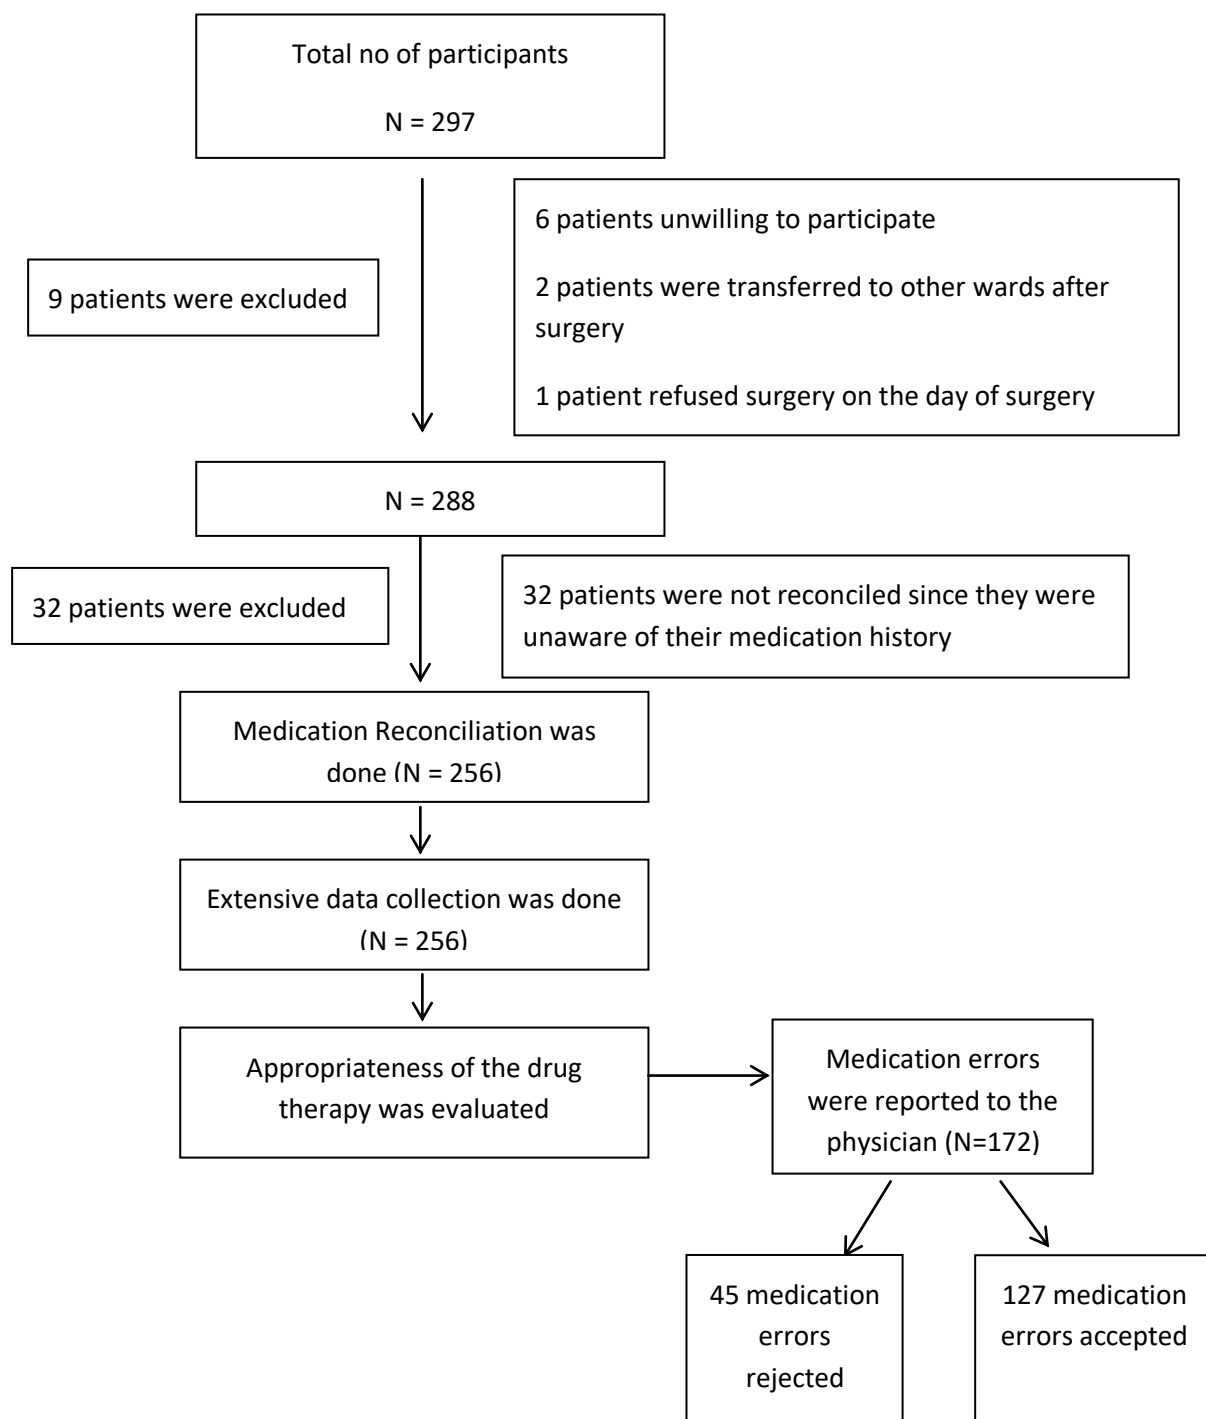 Total no of participants
N = 297
6 patients unwilling to participate
2 patients were transferred to other wards after
surgery
1 patient refused surgery on the day of surgery
9 patients were excluded
N = 288
32 patients were excluded
32 patients were not reconciled since they were
unaware of their medication history
Medication Reconciliation was
done (N = 256)
Extensive data collection was done
(N = 256)
Appropriateness of the drug
therapy was evaluated
Medication errors
were reported to the
physician (N=172)
45 medication
errors
rejected
127 medication
errors accepted